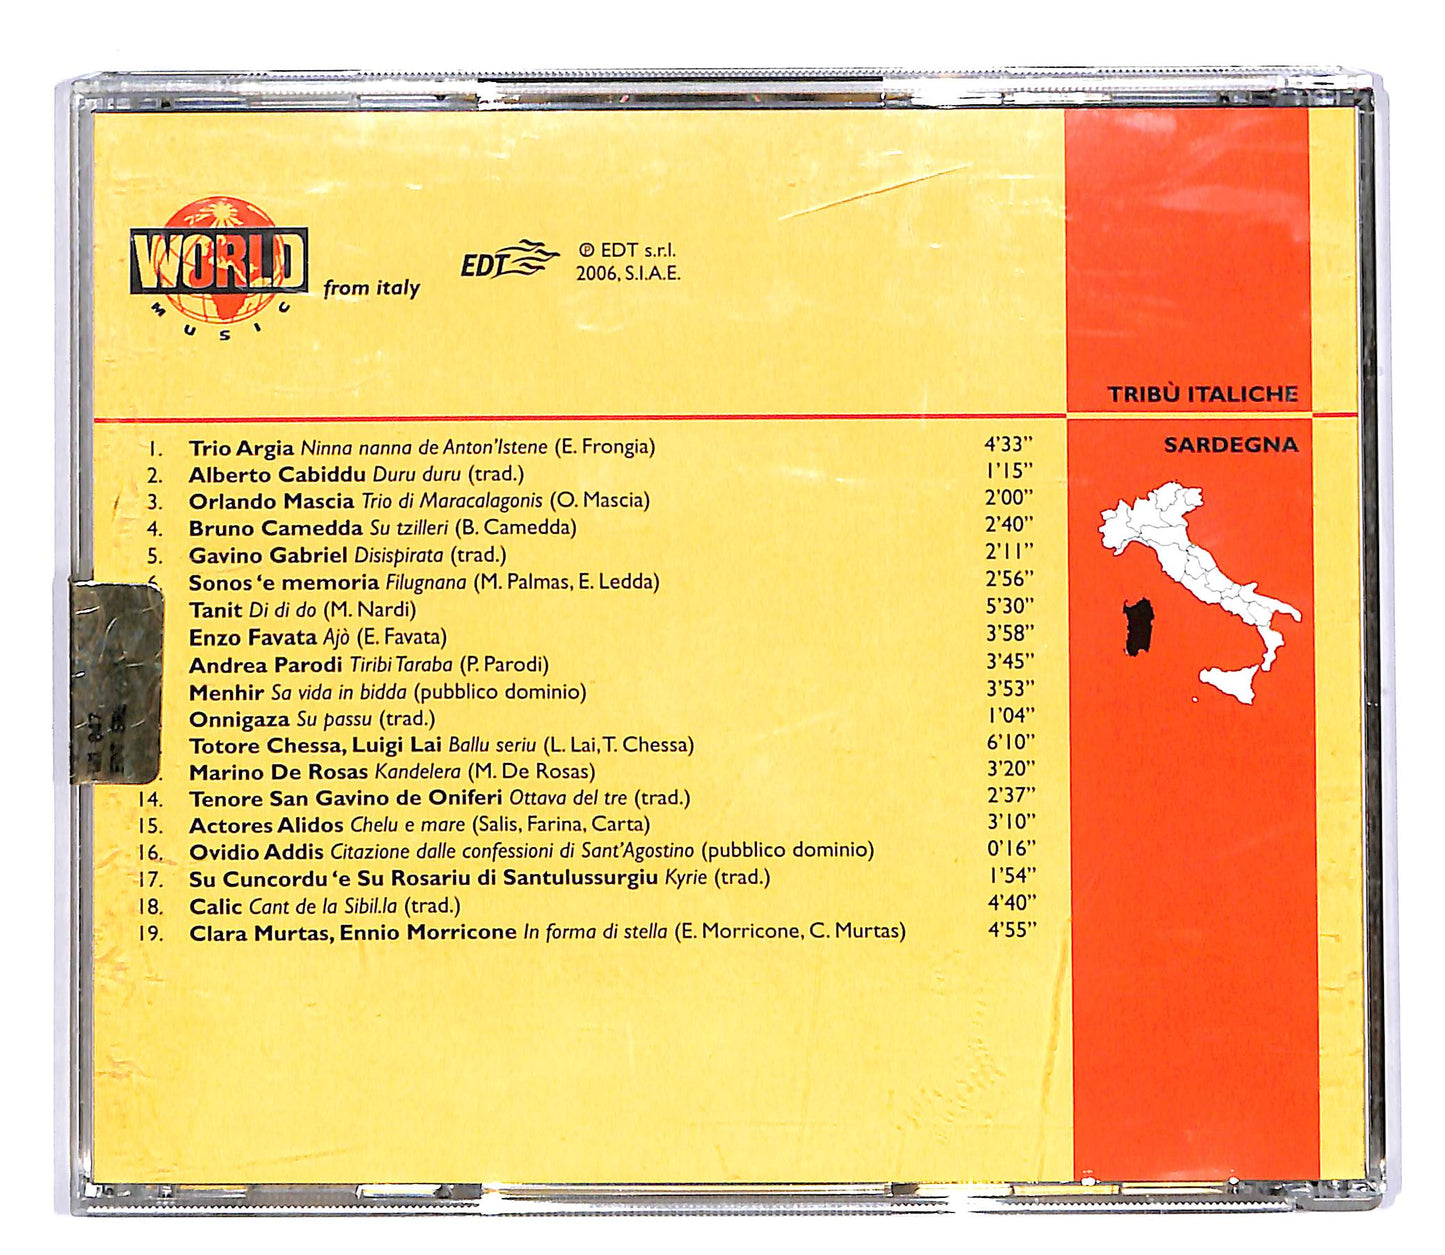 WORLD
MUSIC
from italy
EDT
℗ EDT s.r.l.
2006, S.I.A.E.
TRIBÙ ITALICHE
SARDEGNA
1. Trio Argia Ninna nanna de Anton'Istene (E. Frongia) 4'33"
2. Alberto Cabiddu Duru duru (trad.) 1'15"
3. Orlando Mascia Trio di Maracalagonis (O. Mascia) 2'00"
4. Bruno Camedda Su tzilleri (B. Camedda) 2'40"
5. Gavino Gabriel Disispirata (trad.) 2'11"
6. Sonos 'e memoria Filugnana (M. Palmas, E. Ledda) 2'56"
Tanit Di di do (M. Nardi) 5'30"
Enzo Favata Ajò (E. Favata) 3'58"
Andrea Parodi Tiribi Taraba (P. Parodi) 3'45"
Menhir Sa vida in bidda (pubblico dominio) 3'53"
Onnigaza Su passu (trad.) 1'04"
Totore Chessa, Luigi Lai Ballu seriu (L. Lai, T. Chessa) 6'10"
Marino De Rosas Kandelera (M. De Rosas) 3'20"
14. Tenore San Gavino de Oniferi Ottava del tre (trad.) 2'37"
15. Actores Alidos Chelu e mare (Salis, Farina, Carta) 3'10"
16. Ovidio Addis Citazione dalle confessioni di Sant'Agostino (pubblico dominio) 0'16"
17. Su Cuncordu 'e Su Rosariu di Santulussurgiu Kyrie (trad.) 1'54"
18. Calic Cant de la Sibil.la (trad.) 4'40"
19. Clara Murtas, Ennio Morricone In forma di stella (E. Morricone, C. Murtas) 4'55"